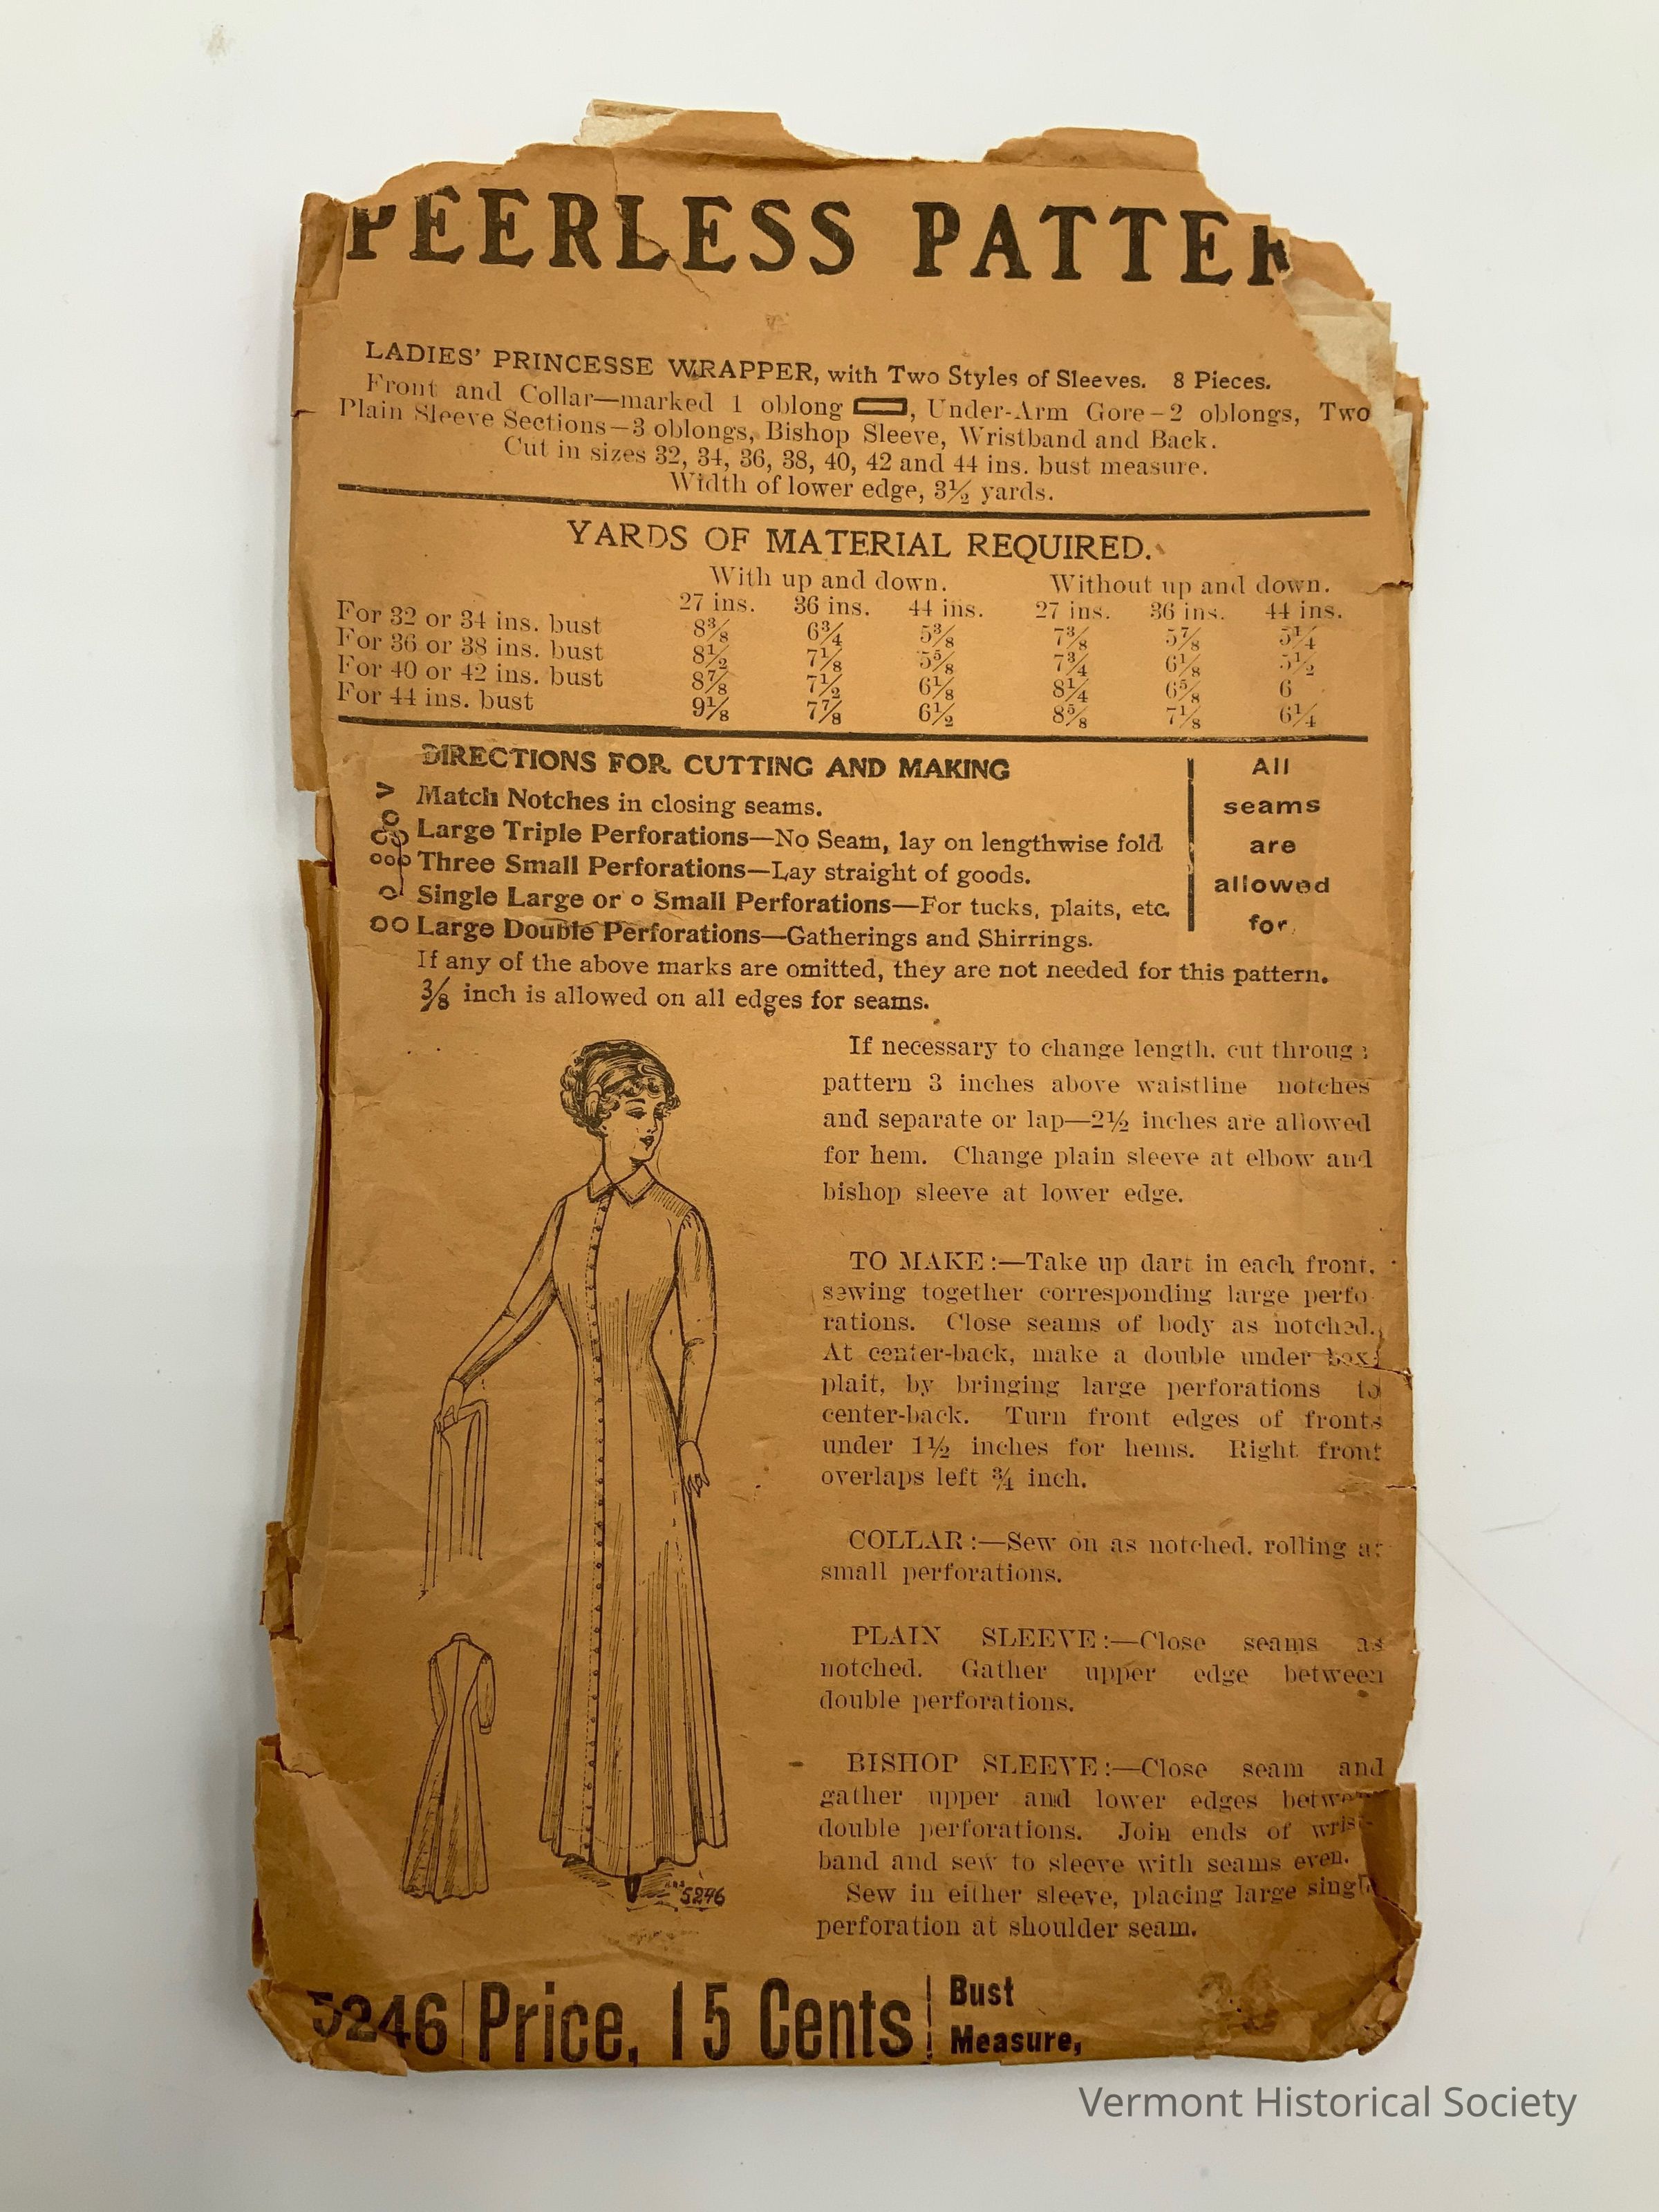 PEERLESS PATTER
LADIES' PRINCESSE WRAPPER, with Two Styles of Sleeves. 8 Pieces.
Front and Collar—marked 1 oblong ▭, Under-Arm Gore—2 oblongs, Two
Plain Sleeve Sections—3 oblongs, Bishop Sleeve, Wristband and Back.
Cut in sizes 32, 34, 36, 38, 40, 42 and 44 ins. bust measure.
Width of lower edge, 3½ yards.
YARDS OF MATERIAL REQUIRED.
With up and down. Without up and down.
27 ins. 36 ins. 44 ins. 27 ins. 36 ins. 44 ins.
For 32 or 34 ins. bust 8⅜ 6¾ 5⅜ 7⅜ 5⅞ 5¼
For 36 or 38 ins. bust 8½ 7⅛ 5⅝ 7¾ 6⅛ 5½
For 40 or 42 ins. bust 8⅞ 7½ 6⅛ 8¼ 6⅝ 6
For 44 ins. bust 9⅛ 7⅞ 6½ 8⅝ 7⅛ 6¼
DIRECTIONS FOR CUTTING AND MAKING
Match Notches in closing seams.
Large Triple Perforations—No Seam, lay on lengthwise fold
Three Small Perforations—Lay straight of goods.
Single Large or o Small Perforations—For tucks, plaits, etc.
Large Double Perforations—Gatherings and Shirrings.
All
seams
are
allowed
for.
If any of the above marks are omitted, they are not needed for this pattern.
⅜ inch is allowed on all edges for seams.
If necessary to change length, cut throug
pattern 3 inches above waistline notches
and separate or lap—2½ inches are allowed
for hem. Change plain sleeve at elbow and
bishop sleeve at lower edge.
TO MAKE:—Take up dart in each front,
sewing together corresponding large perfo
rations. Close seams of body as notched.
At center-back, make a double under box-
plait, by bringing large perforations to
center-back. Turn front edges of fronts
under 1½ inches for hems. Right front
overlaps left ¾ inch.
COLLAR:—Sew on as notched, rolling at
small perforations.
PLAIN SLEEVE:—Close seams as
notched. Gather upper edge between
double perforations.
BISHOP SLEEVE:—Close seam and
gather upper and lower edges betwe
double perforations. Join ends of wrist-
band and sew to sleeve with seams even.
Sew in either sleeve, placing large single
perforation at shoulder seam.
5246
5246 Price, 15 Cents Bust
Measure,
Vermont Historical Society